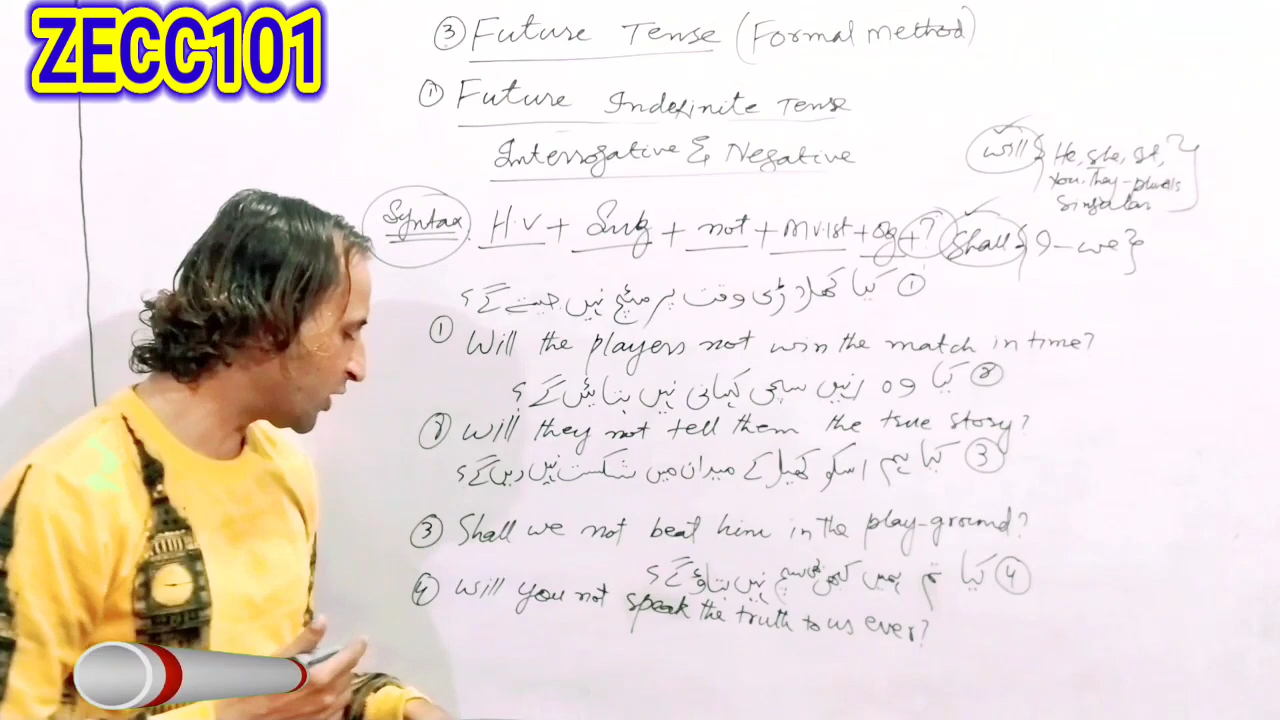 ZECC101
③ Future Tense (Formal method)
① Future Indefinite Tense
Interrogative & Negative
will { He, she, It,
You, They - plurals
Singular }
Syntax H.V + Sub + not + M.V 1st + Obj + ?
Shall { I - we }
① کیا کھلاڑی وقت پر میچ نہیں جیتے گے؟
① Will the players not win the match in time?
② کیا وہ انہیں سچی کہانی نہیں بتائیں گے؟
② Will they not tell them the true story?
③ کیا ہم اسکو کھیل کے میدان میں شکست نہیں دیں گے؟
③ Shall we not beat him in the play-ground?
④ کیا تم ہمیں کبھی سچ نہیں بتاؤ گے؟
④ Will you not speak the truth to us ever?